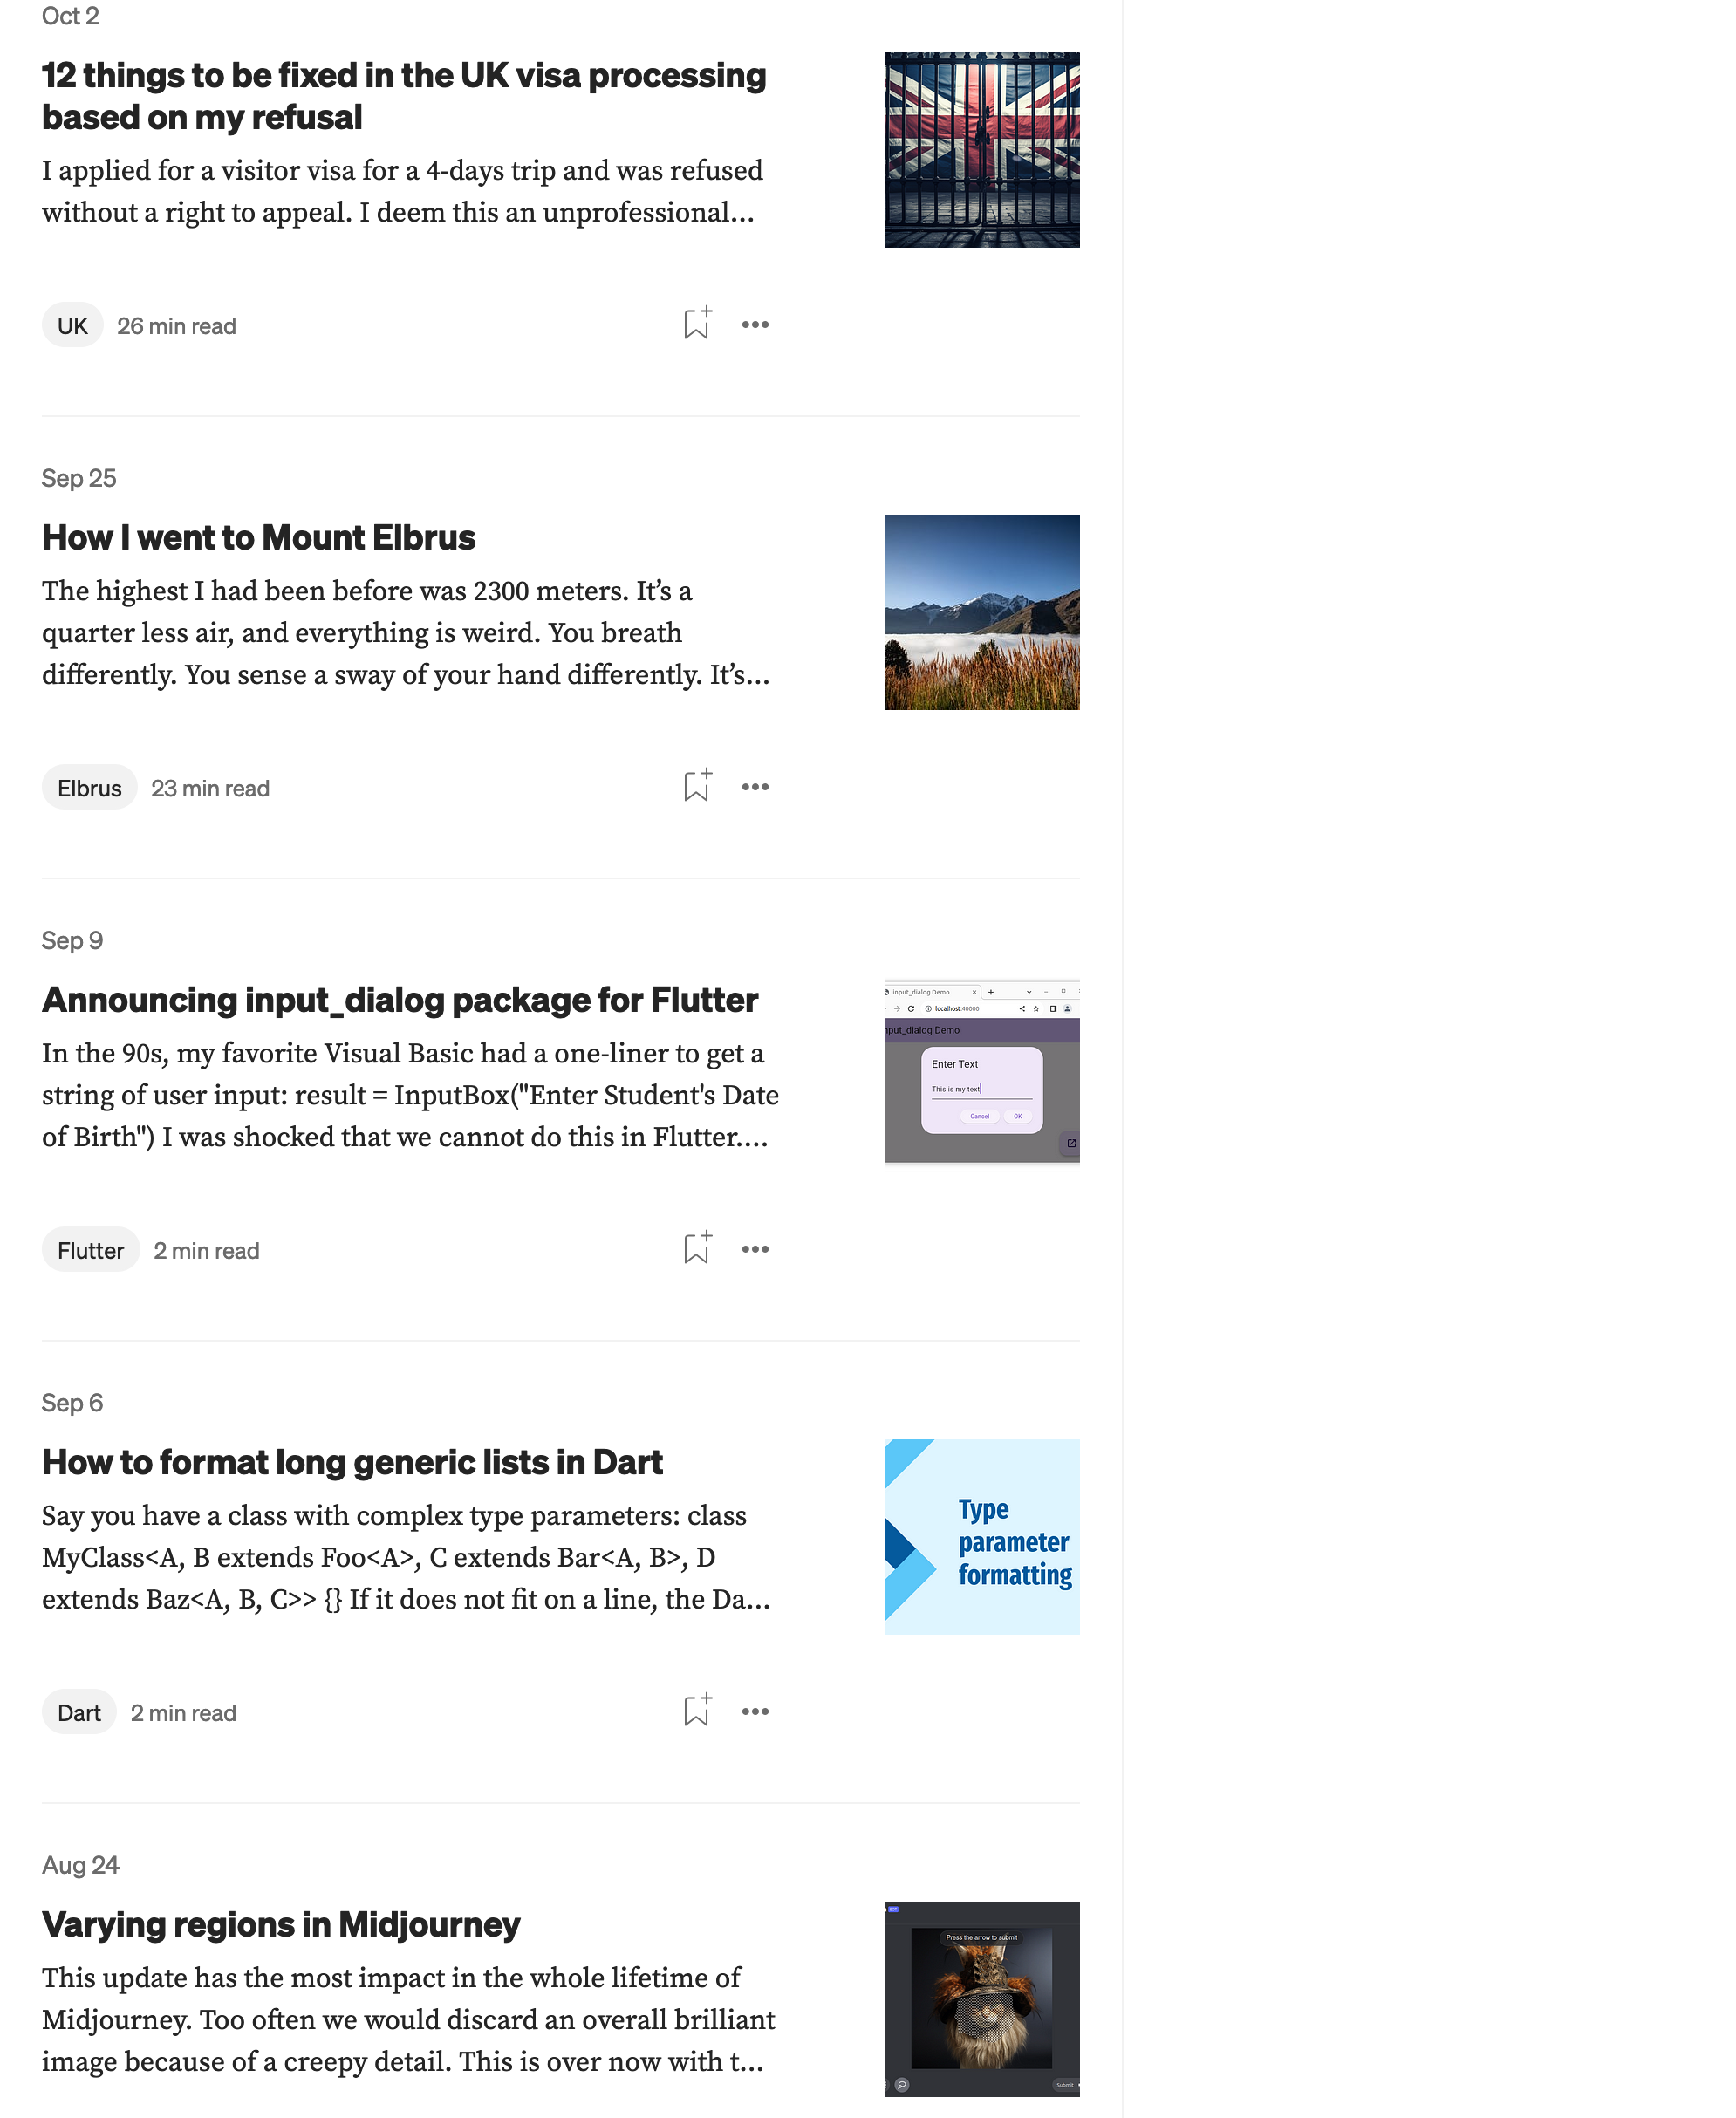 Oct 2
12 things to be fixed in the UK visa processing
based on my refusal
I applied for a visitor visa for a 4-days trip and was refused
without a right to appeal. I deem this an unprofessional…
UK 26 min read
Sep 25
How I went to Mount Elbrus
The highest I had been before was 2300 meters. It’s a
quarter less air, and everything is weird. You breath
differently. You sense a sway of your hand differently. It’s…
Elbrus 23 min read
Sep 9
Announcing input_dialog package for Flutter
In the 90s, my favorite Visual Basic had a one-liner to get a
string of user input: result = InputBox("Enter Student's Date
of Birth") I was shocked that we cannot do this in Flutter.…
input_dialog Demo
localhost:40000
nput_dialog Demo
Enter Text
This is my text
Cancel OK
Flutter 2 min read
Sep 6
How to format long generic lists in Dart
Say you have a class with complex type parameters: class
MyClass<A, B extends Foo<A>, C extends Bar<A, B>, D
extends Baz<A, B, C>> {} If it does not fit on a line, the Da…
Type
parameter
formatting
Dart 2 min read
Aug 24
Varying regions in Midjourney
This update has the most impact in the whole lifetime of
Midjourney. Too often we would discard an overall brilliant
image because of a creepy detail. This is over now with t…
BOT
Press the arrow to submit
Submit